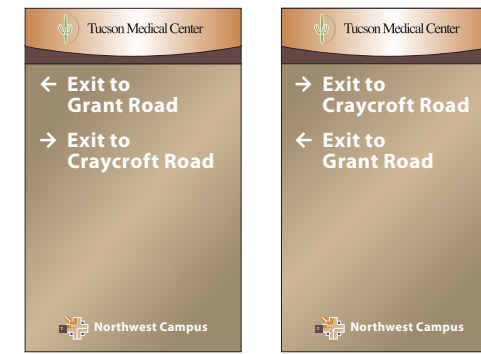 Tucson Medical Center
← Exit to
Grant Road
→ Exit to
Craycroft Road
Northwest Campus
Tucson Medical Center
→ Exit to
Craycroft Road
← Exit to
Grant Road
Northwest Campus